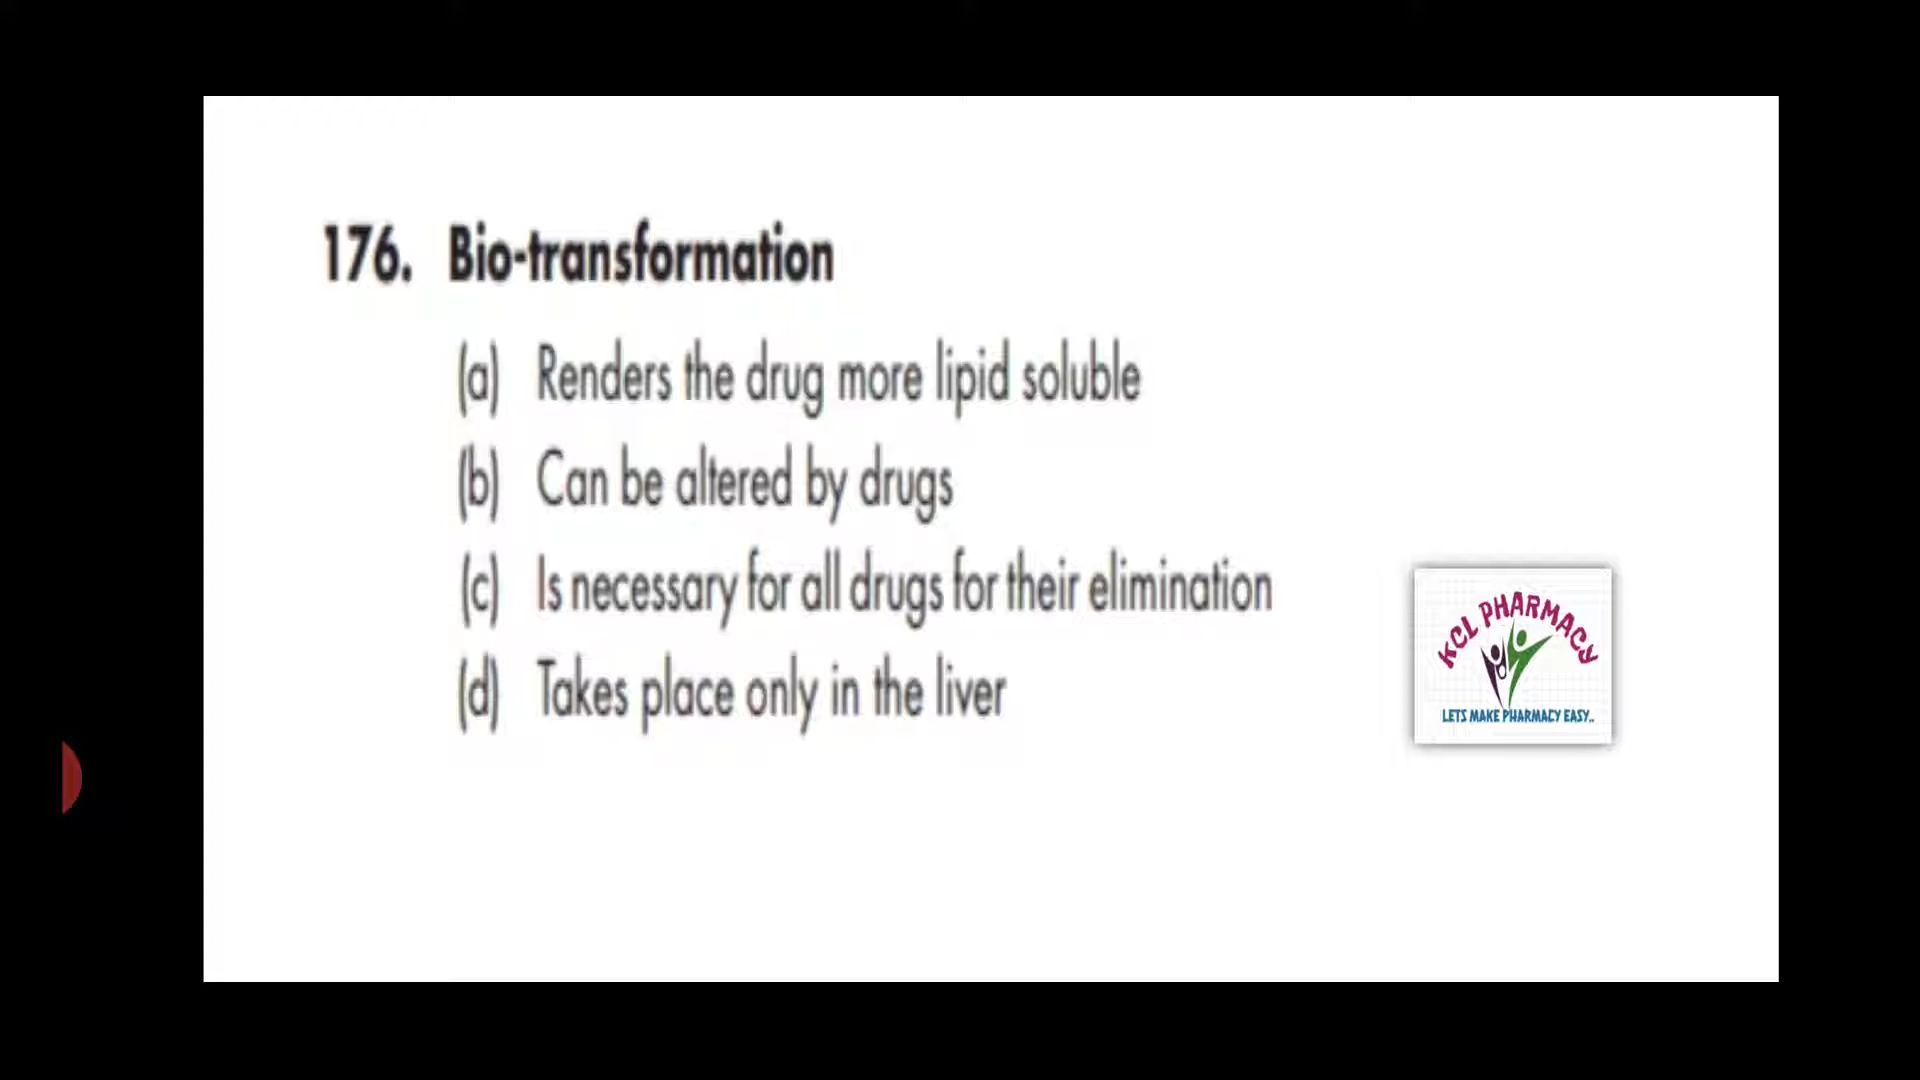 176. Bio-transformation
(a) Renders the drug more lipid soluble
(b) Can be altered by drugs
(c) Is necessary for all drugs for their elimination
(d) Takes place only in the liver
KCL PHARMACY
LETS MAKE PHARMACY EASY..